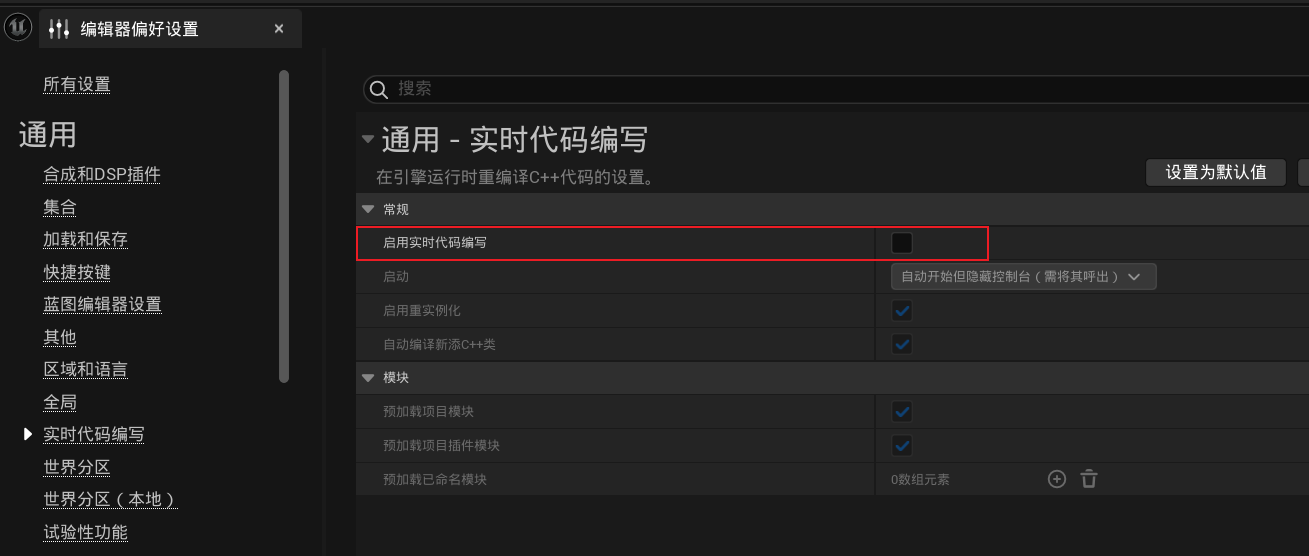 编辑器偏好设置
所有设置
通用
合成和DSP插件
集合
加载和保存
快捷按键
蓝图编辑器设置
其他
区域和语言
全局
实时代码编写
世界分区
世界分区（本地）
试验性功能
搜索
通用 - 实时代码编写
在引擎运行时重编译C++代码的设置。
设置为默认值
常规
启用实时代码编写
启动 自动开始但隐藏控制台（需将其呼出）
启用重实例化
自动编译新添C++类
模块
预加载项目模块
预加载项目插件模块
预加载已命名模块 0数组元素